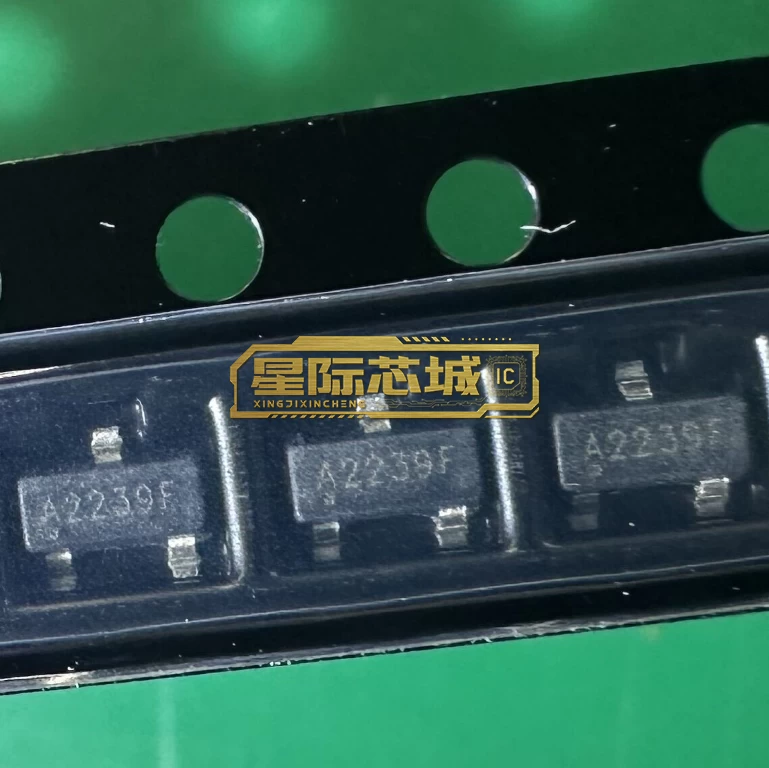 星际芯城
IC
XINGJIXINCHENG
A2239F
A2239F
A2239F